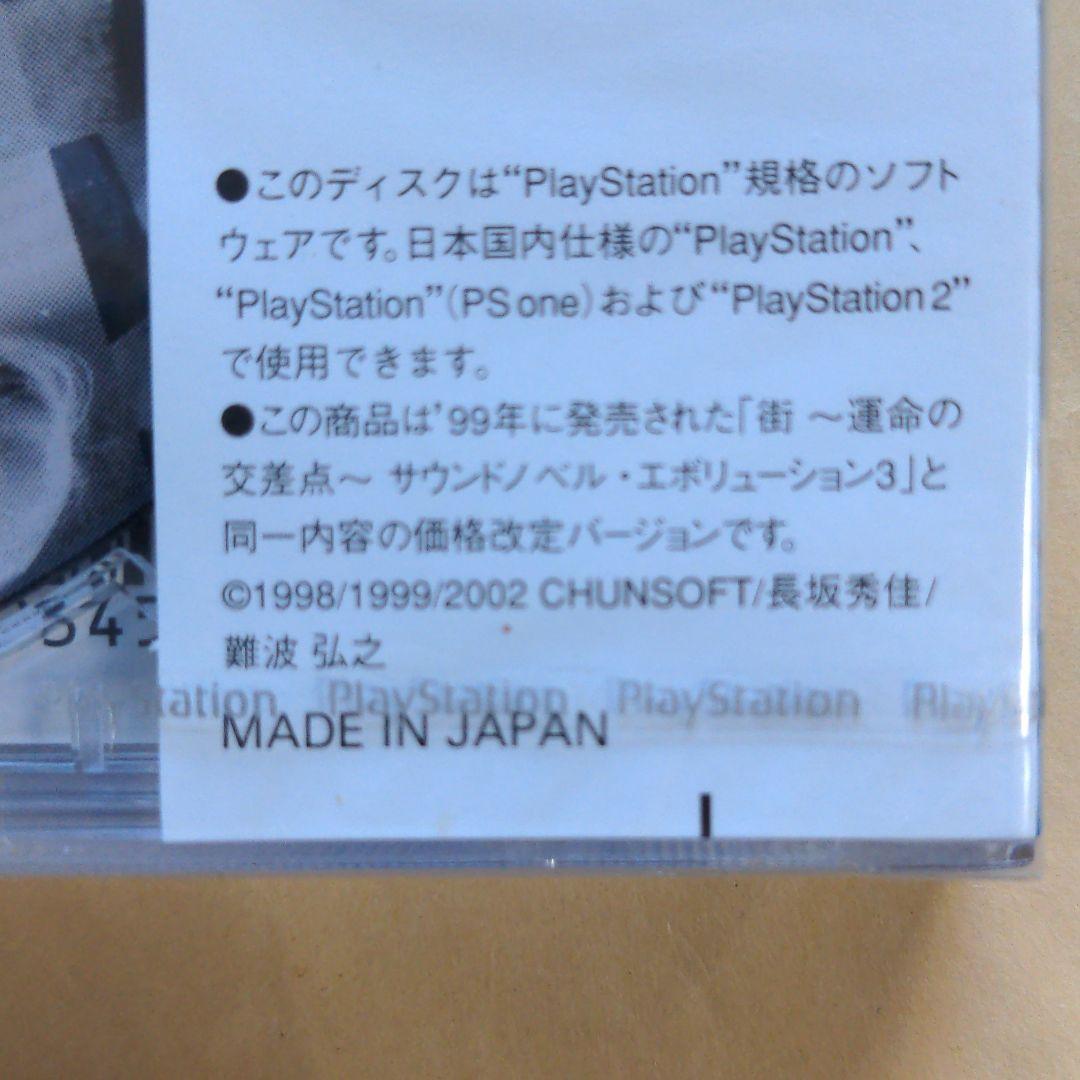 ●このディスクは“PlayStation”規格のソフト
ウェアです。日本国内仕様の“PlayStation”、
“PlayStation”(PS one)および“PlayStation 2”
で使用できます。
●この商品は’99年に発売された「街 ～運命の
交差点～ サウンドノベル・エボリューション3」と
同一内容の価格改定バージョンです。
©1998/1999/2002 CHUNSOFT/長坂秀佳/
難波 弘之
PlayStation PlayStation PlayStation PlayS
MADE IN JAPAN